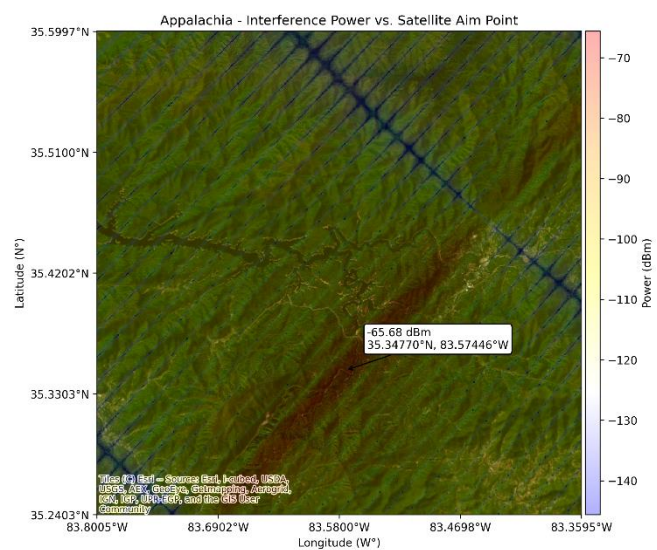 Appalachia - Interference Power vs. Satellite Aim Point
35.5997°N
35.5100°N
35.4202°N
35.3303°N
35.2403°N
Latitude (N°)
-65.68 dBm
35.34770°N, 83.57446°W
Tiles (C) Esri -- Source: Esri, i-cubed, USDA,
USGS, AEX, GeoEye, Getmapping, Aerogrid,
IGN, IGP, UPR-EGP, and the GIS User
Community
83.8005°W
83.6902°W
83.5800°W
83.4698°W
83.3595°W
Longitude (W°)
−70
−80
−90
−100
−110
−120
−130
−140
Power (dBm)